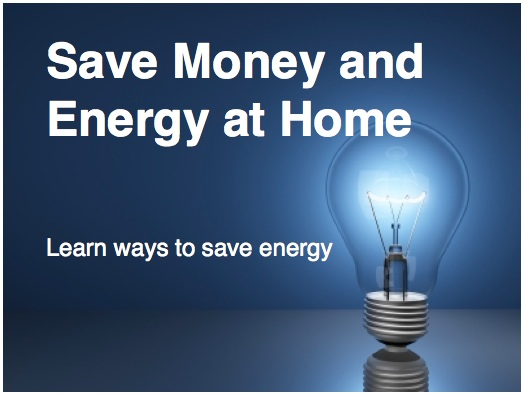 Save Money and
Energy at Home
Learn ways to save energy